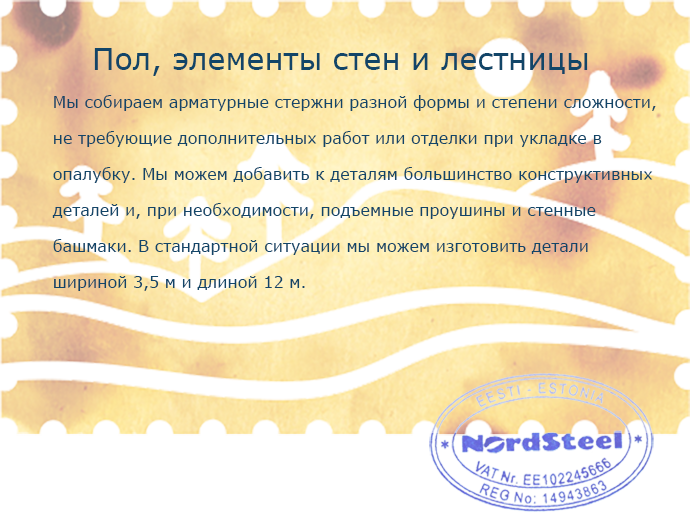 Пол, элементы стен и лестницы
Мы собираем арматурные стержни разной формы и степени сложности,
не требующие дополнительных работ или отделки при укладке в
опалубку. Мы можем добавить к деталям большинство конструктивных
деталей и, при необходимости, подъемные проушины и стенные
башмаки. В стандартной ситуации мы можем изготовить детали
шириной 3,5 м и длиной 12 м.
EESTI - ESTONIA
* NordSteel *
VAT Nr. EE102245666
REG No: 14943863